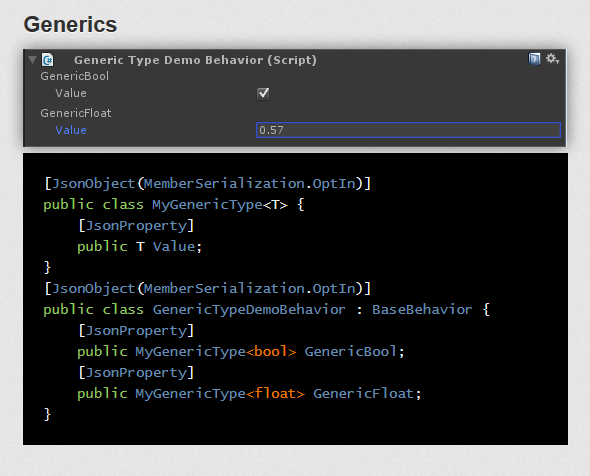 Generics
Generic Type Demo Behavior (Script)
GenericBool
Value
GenericFloat
Value 0.57
[JsonObject(MemberSerialization.OptIn)]
public class MyGenericType<T> {
    [JsonProperty]
    public T Value;
}
[JsonObject(MemberSerialization.OptIn)]
public class GenericTypeDemoBehavior : BaseBehavior {
    [JsonProperty]
    public MyGenericType<bool> GenericBool;
    [JsonProperty]
    public MyGenericType<float> GenericFloat;
}